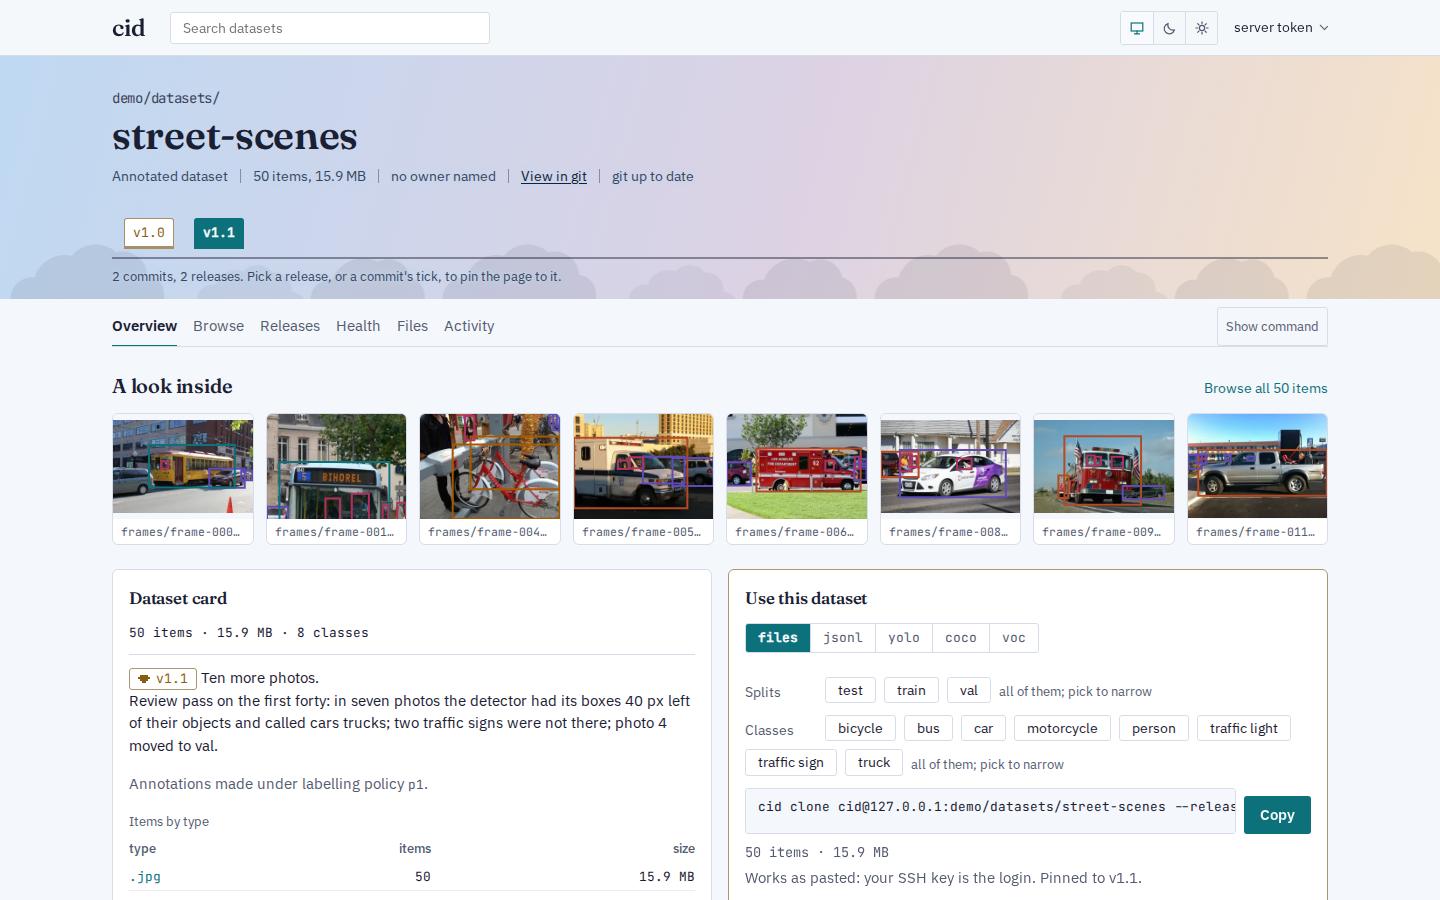 cid
Search datasets
server token
demo/datasets/
street-scenes
Annotated dataset
50 items, 15.9 MB
no owner named
View in git
git up to date
v1.0
v1.1
2 commits, 2 releases. Pick a release, or a commit's tick, to pin the page to it.
Overview
Browse
Releases
Health
Files
Activity
Show command
A look inside
Browse all 50 items
BIHOREL
frames/frame-000…
frames/frame-001…
frames/frame-004…
frames/frame-005…
frames/frame-006…
frames/frame-008…
frames/frame-009…
frames/frame-011…
Dataset card
50 items · 15.9 MB · 8 classes
v1.1 Ten more photos.
Review pass on the first forty: in seven photos the detector had its boxes 40 px left
of their objects and called cars trucks; two traffic signs were not there; photo 4
moved to val.
Annotations made under labelling policy p1.
Items by type
type items size
.jpg 50 15.9 MB
Use this dataset
files jsonl yolo coco voc
Splits test train val all of them; pick to narrow
Classes bicycle bus car motorcycle person traffic light
traffic sign truck all of them; pick to narrow
cid clone cid@127.0.0.1:demo/datasets/street-scenes --releas
Copy
50 items · 15.9 MB
Works as pasted: your SSH key is the login. Pinned to v1.1.